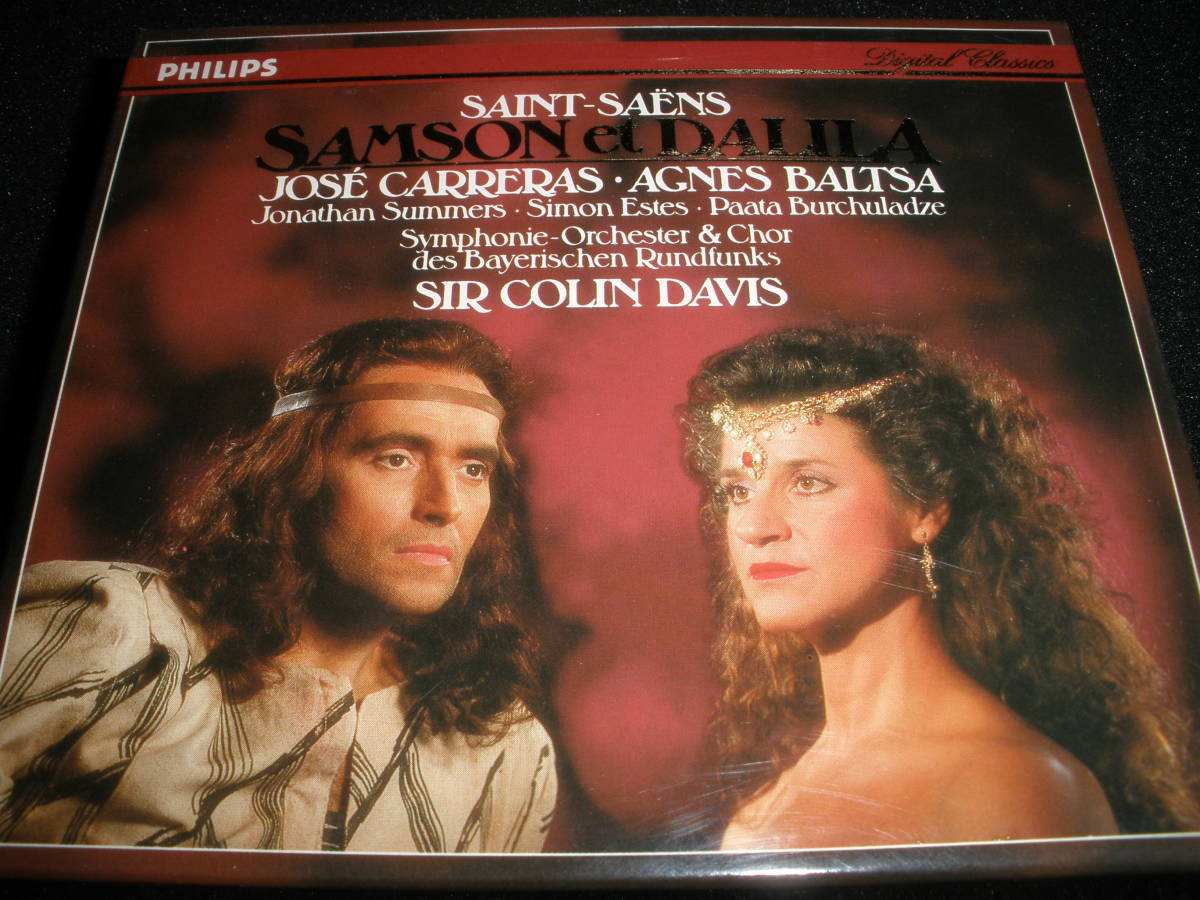 PHILIPS
Digital Classics
SAINT-SAËNS
SAMSON et DALILA
JOSÉ CARRERAS · AGNES BALTSA
Jonathan Summers · Simon Estes · Paata Burchuladze
Symphonie-Orchester & Chor
des Bayerischen Rundfunks
SIR COLIN DAVIS